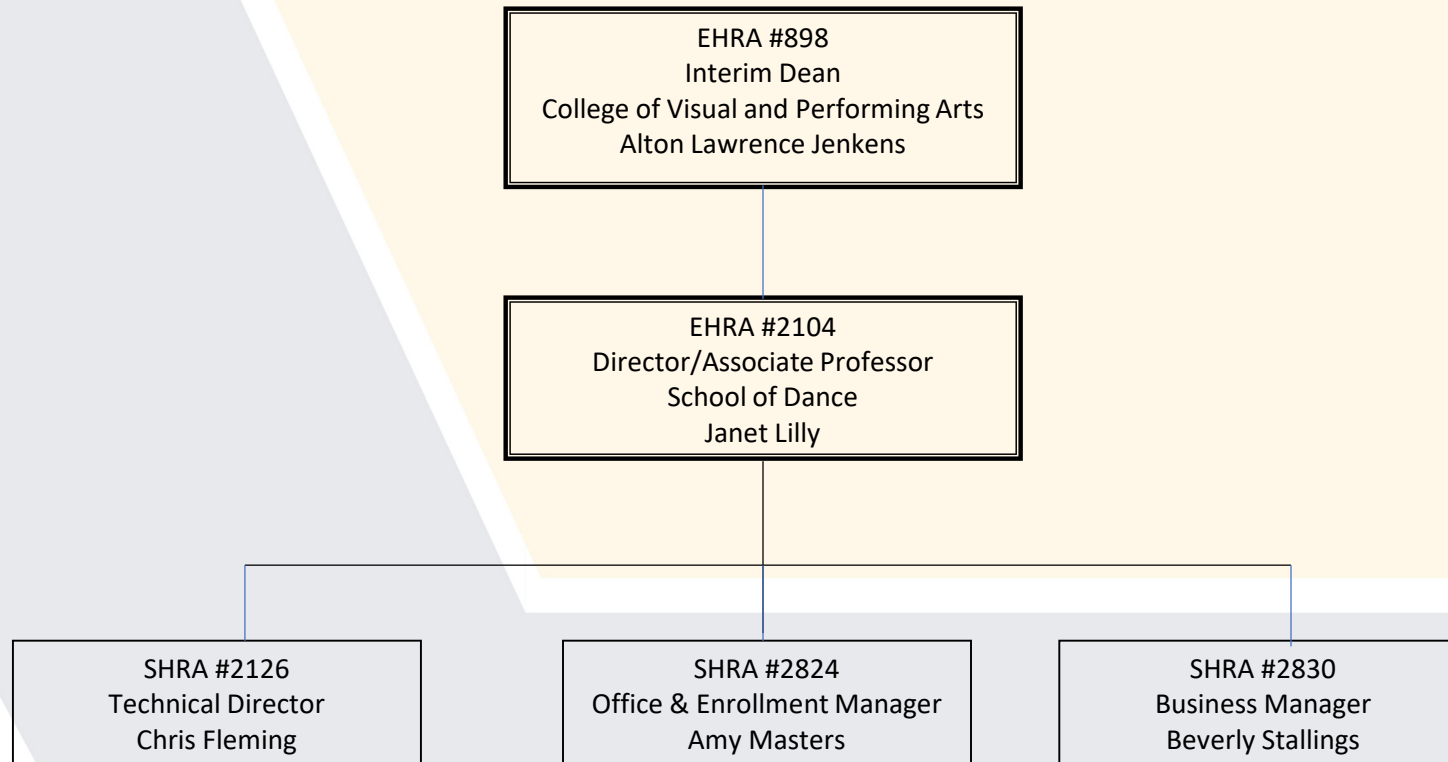 EHRA #898
Interim Dean
College of Visual and Performing Arts
Alton Lawrence Jenkens
EHRA #2104
Director/Associate Professor
School of Dance
Janet Lilly
SHRA #2126
Technical Director
Chris Fleming
SHRA #2824
Office & Enrollment Manager
Amy Masters
SHRA #2830
Business Manager
Beverly Stallings